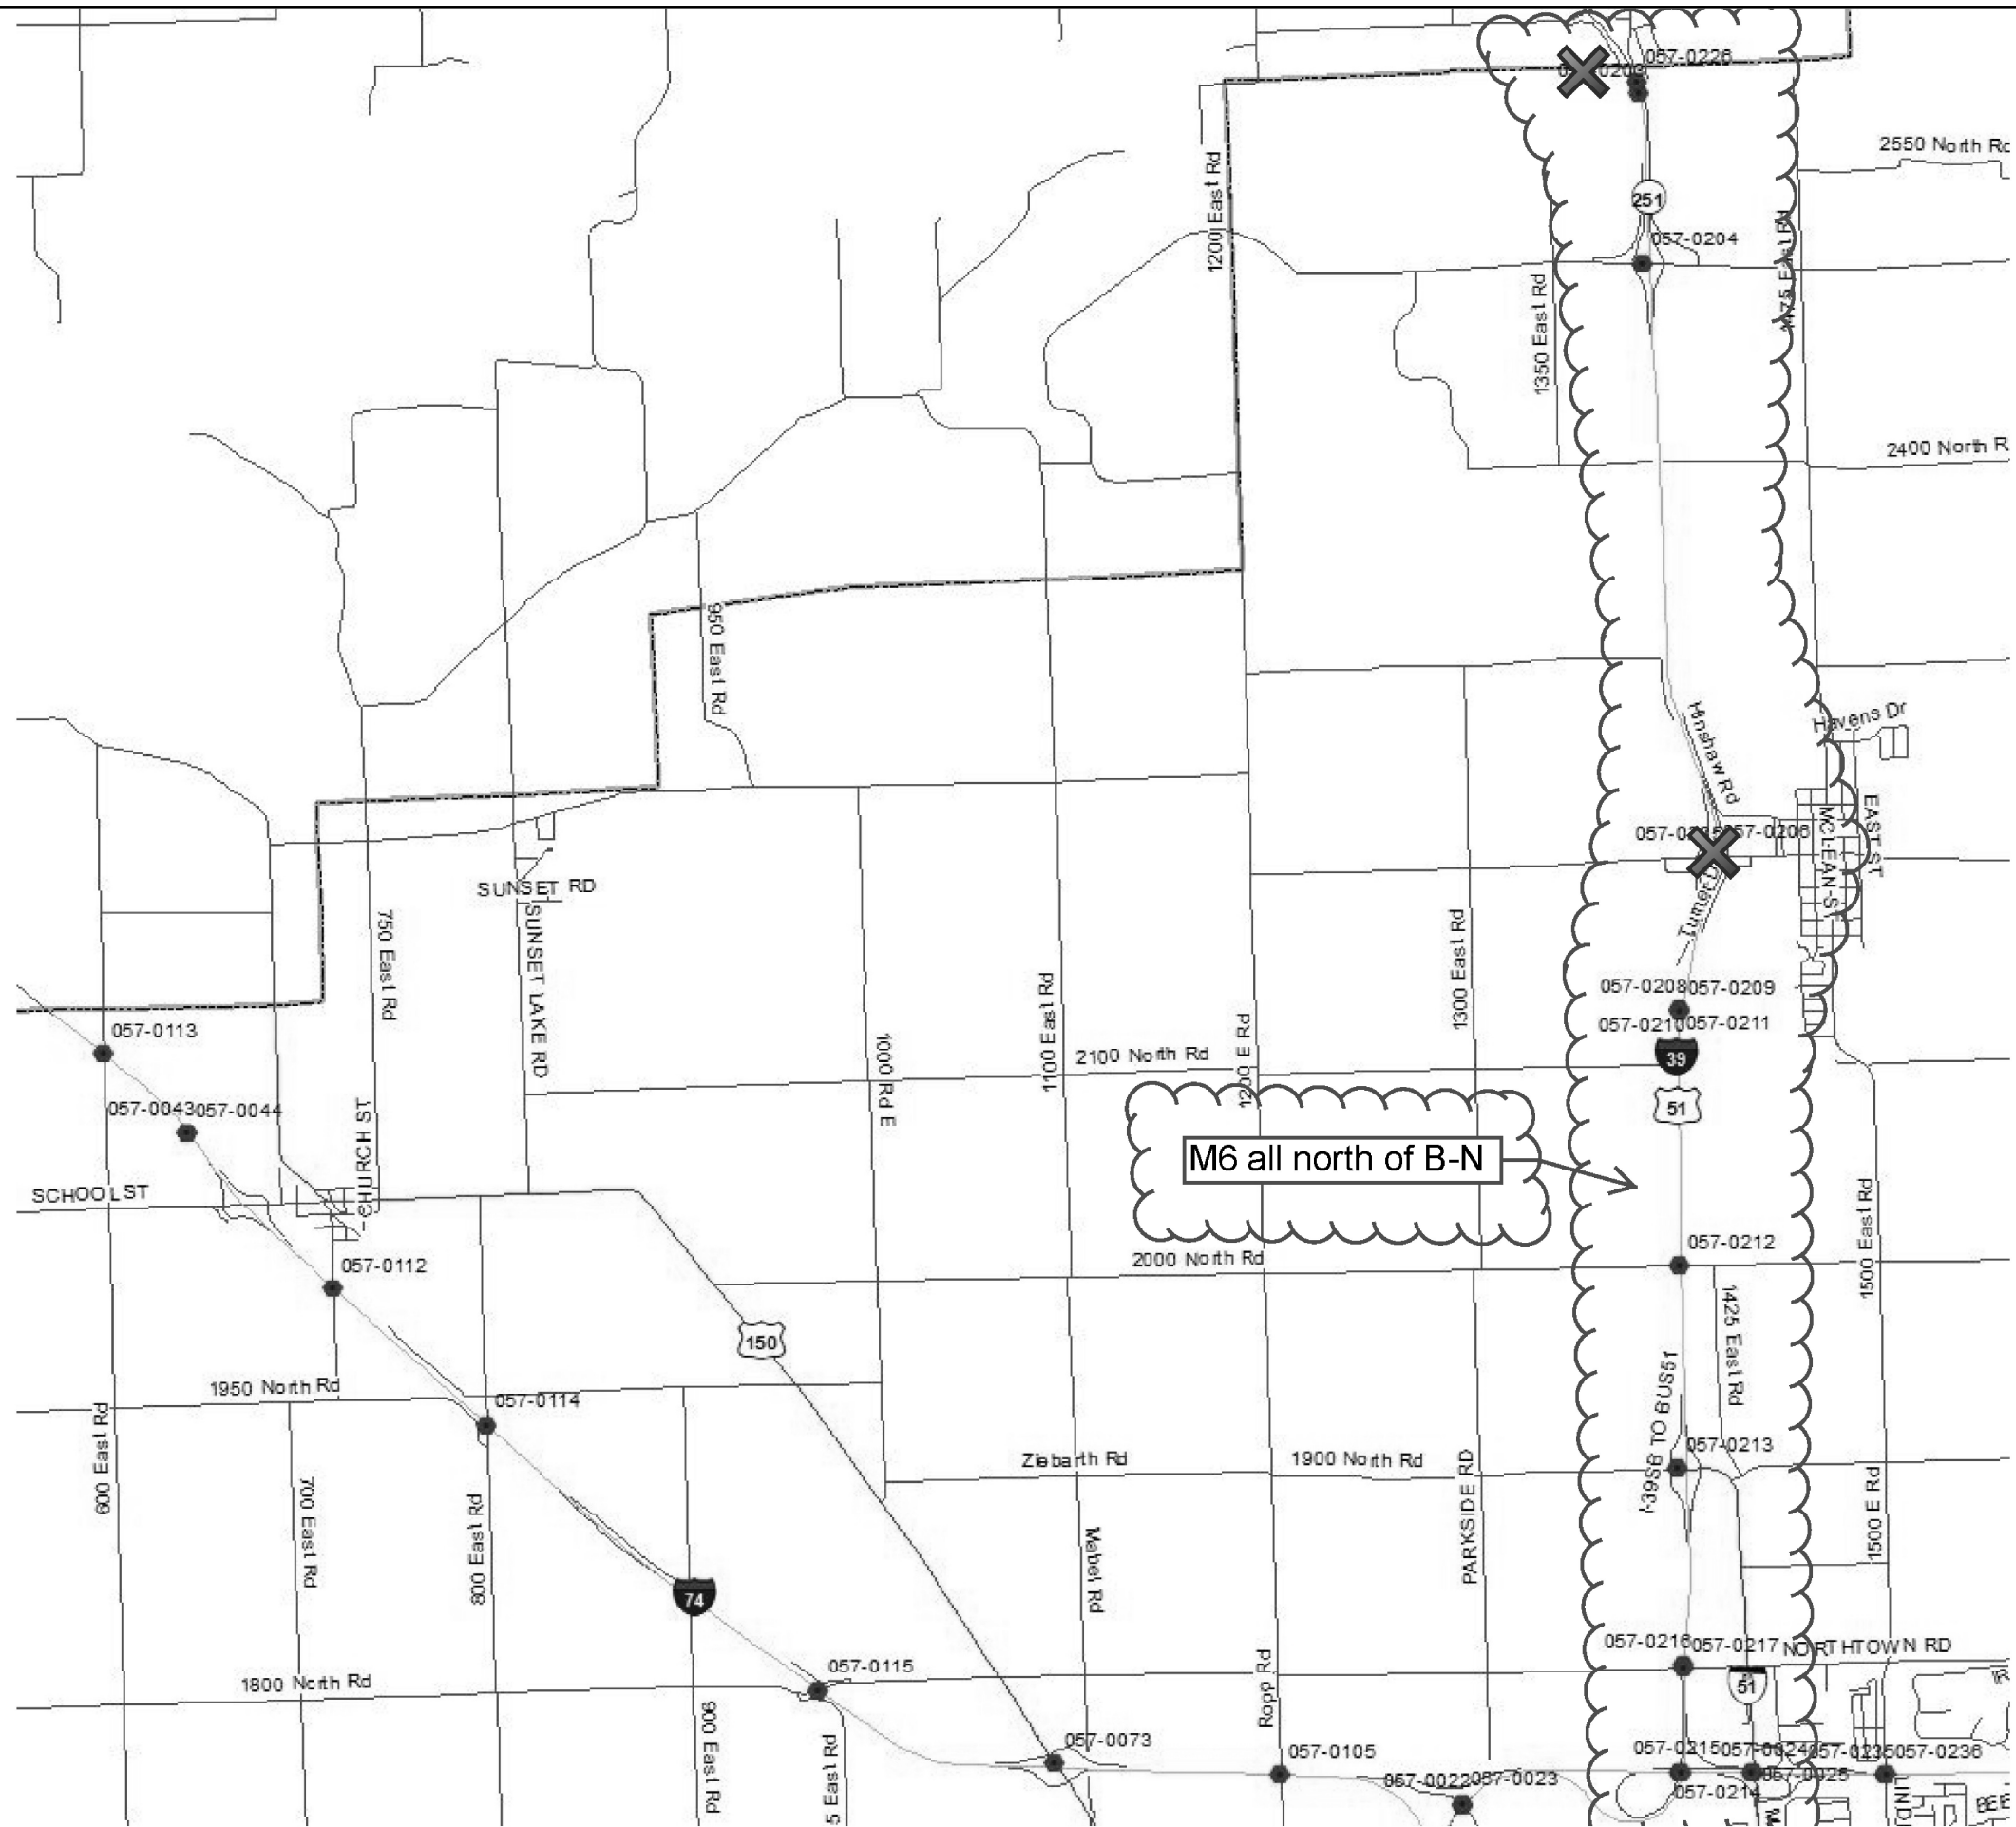 057-0226
2550 North Rd
1200 East Rd
251
057-0204
1475 East Rd
1350 East Rd
2400 North R
950 East Rd
Hinshaw Rd
Havens Dr
057-0206
MCLEAN-S
EAST ST
SUNSET RD
750 East Rd
SUNSET LAKE RD
1300 East Rd
057-0208 057-0209
057-0210 057-0211
39
51
057-0113
1000 Rd E
1100 East Rd
2100 North Rd
1200 E Rd
057-0043 057-0044
CHURCH ST
M6 all north of B-N
SCHOOL ST
057-0112
2000 North Rd
057-0212
1500 East Rd
150
1425 East Rd
1950 North Rd
057-0114
600 East Rd
700 East Rd
800 East Rd
Ziebarth Rd
1900 North Rd
PARKSIDE RD
I-39SB TO BUS51
057-0213
1500 E Rd
Mabel Rd
74
057-0216 057-0217 NORTHTOWN RD
057-0115
1800 North Rd
Ropp Rd
51
900 East Rd
5 East Rd
057-0073
057-0105
057-0022 057-0023
057-0215 057-0024 057-0235 057-0236
057-0025
057-0214
LIND
BEE